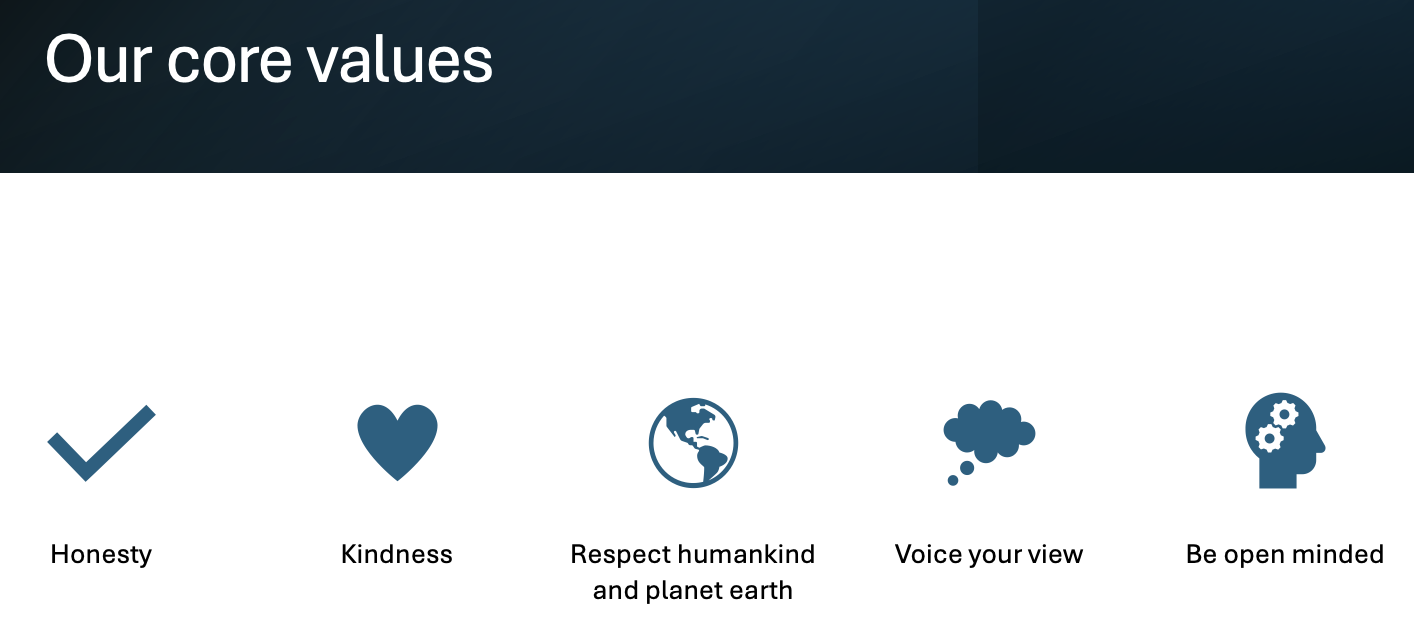 Our core values
Honesty
Kindness
Respect humankind
and planet earth
Voice your view
Be open minded